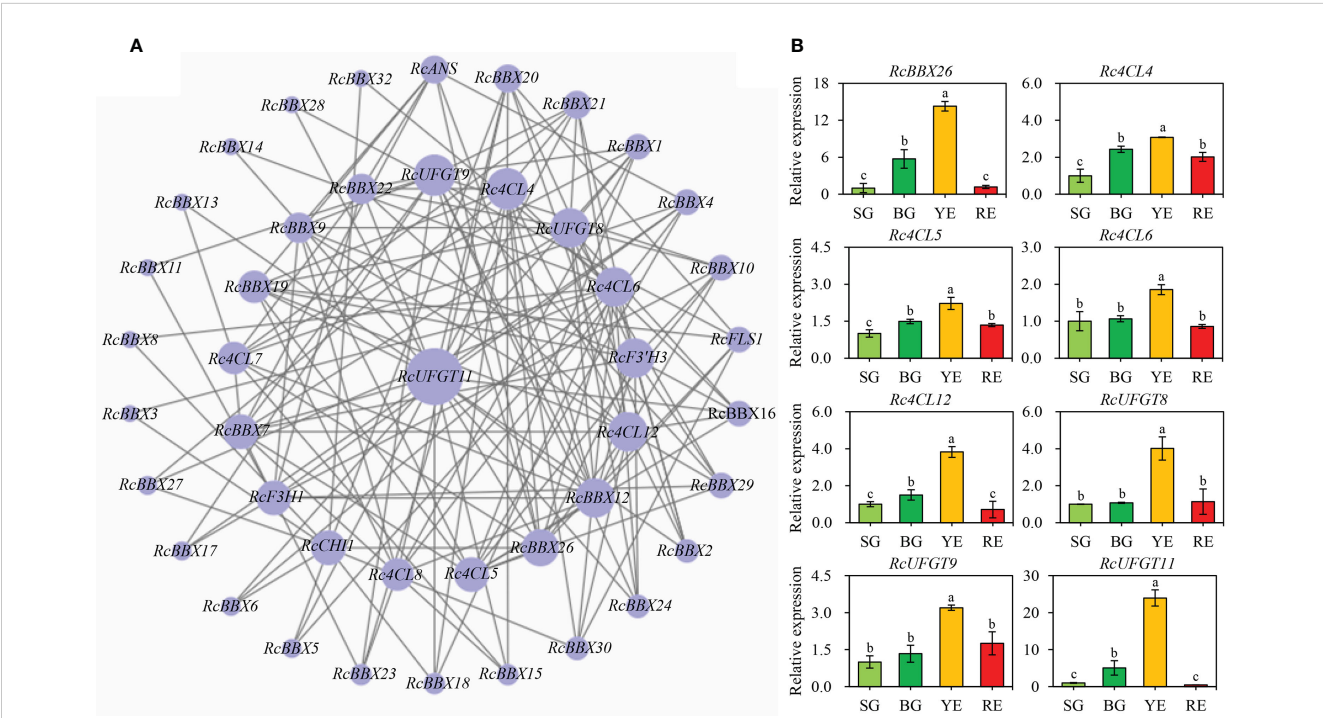 A
RcBBX32
RcANS
RcBBX20
RcBBX28
RcBBX21
RcBBX14
RcBBX1
RcUFGT9
RcBBX22
Rc4CL4
RcBBX13
RcBBX4
RcBBX9
RcUFGT8
RcBBX11
RcBBX10
RcBBX19
Rc4CL6
RcBBX8
RcFLS1
Rc4CL7
RcF3'H3
RcUFGT11
RcBBX3
RcBBX16
RcBBX7
Rc4CL12
RcBBX27
RcBBX29
RcF3H1
RcBBX12
RcBBX17
RcCHI1
RcBBX26
RcBBX2
Rc4CL8
Rc4CL5
RcBBX6
RcBBX24
RcBBX5
RcBBX30
RcBBX23
RcBBX18
RcBBX15
B
RcBBX26
Relative expression
18
12
6
0
c
b
a
c
SG BG YE RE
Rc4CL4
6.0
4.0
2.0
0.0
c
b
a
b
SG BG YE RE
Rc4CL5
Relative expression
4.5
3.0
1.5
0.0
c
b
a
b
SG BG YE RE
Rc4CL6
3.0
2.0
1.0
0.0
b
b
a
b
SG BG YE RE
Rc4CL12
Relative expression
6.0
4.0
2.0
0.0
c
b
a
c
SG BG YE RE
RcUFGT8
6.0
4.0
2.0
0.0
b
b
a
b
SG BG YE RE
RcUFGT9
Relative expression
4.5
3.0
1.5
0.0
b
b
a
b
SG BG YE RE
RcUFGT11
30
20
10
0
c
b
a
c
SG BG YE RE